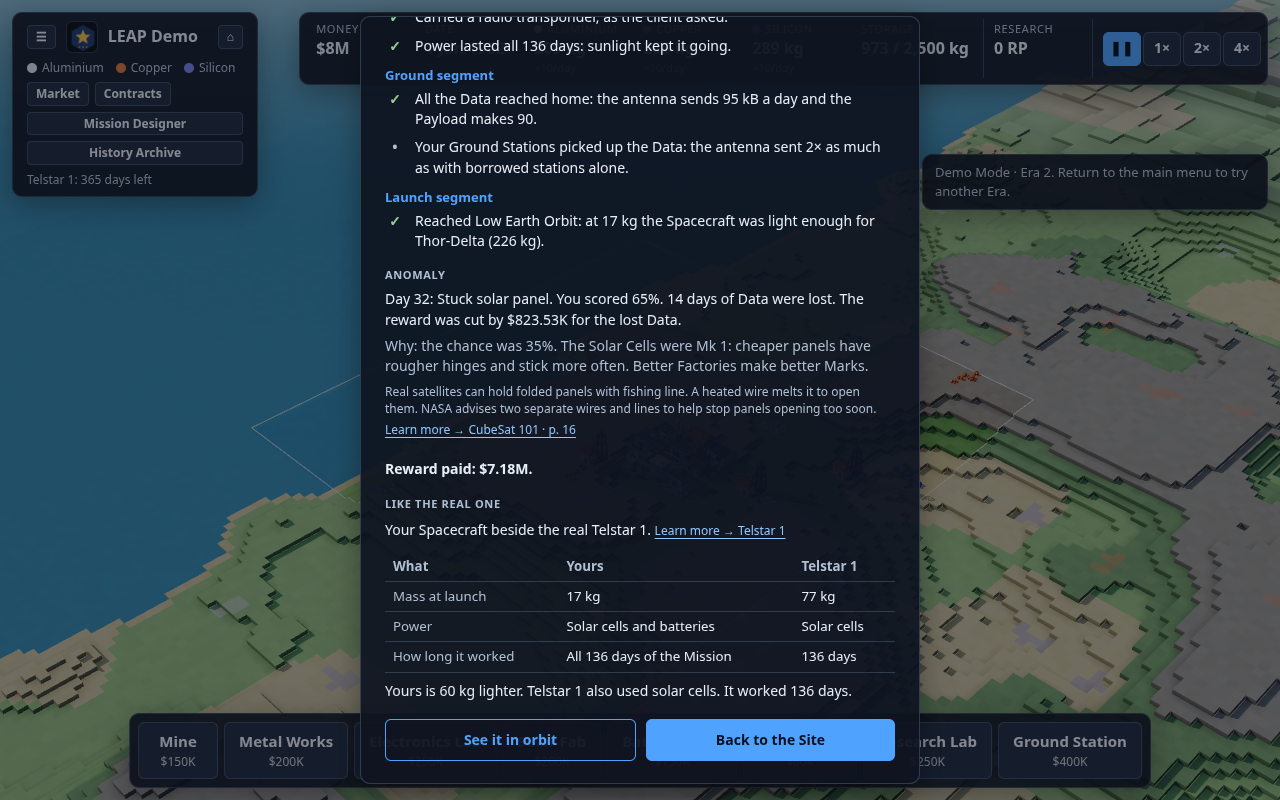 ☰ LEAP Demo ⌂
Aluminium Copper Silicon
Market Contracts
Mission Designer
History Archive
Telstar 1: 365 days left
MONEY
$8M
289 kg
973 / 2,500 kg
RESEARCH
0 RP
❚❚ 1× 2× 4×
Demo Mode · Era 2. Return to the main menu to try
another Era.
Carried a radio transponder, as the client asked.
✓ Power lasted all 136 days: sunlight kept it going.
Ground segment
✓ All the Data reached home: the antenna sends 95 kB a day and the
Payload makes 90.
• Your Ground Stations picked up the Data: the antenna sent 2× as much
as with borrowed stations alone.
Launch segment
✓ Reached Low Earth Orbit: at 17 kg the Spacecraft was light enough for
Thor-Delta (226 kg).
ANOMALY
Day 32: Stuck solar panel. You scored 65%. 14 days of Data were lost. The
reward was cut by $823.53K for the lost Data.
Why: the chance was 35%. The Solar Cells were Mk 1: cheaper panels have
rougher hinges and stick more often. Better Factories make better Marks.
Real satellites can hold folded panels with fishing line. A heated wire melts it to open
them. NASA advises two separate wires and lines to help stop panels opening too soon.
Learn more → CubeSat 101 · p. 16
Reward paid: $7.18M.
LIKE THE REAL ONE
Your Spacecraft beside the real Telstar 1. Learn more → Telstar 1
What Yours Telstar 1
Mass at launch 17 kg 77 kg
Power Solar cells and batteries Solar cells
How long it worked All 136 days of the Mission 136 days
Yours is 60 kg lighter. Telstar 1 also used solar cells. It worked 136 days.
See it in orbit Back to the Site
Mine
$150K
Metal Works
$200K
Ground Station
$400K